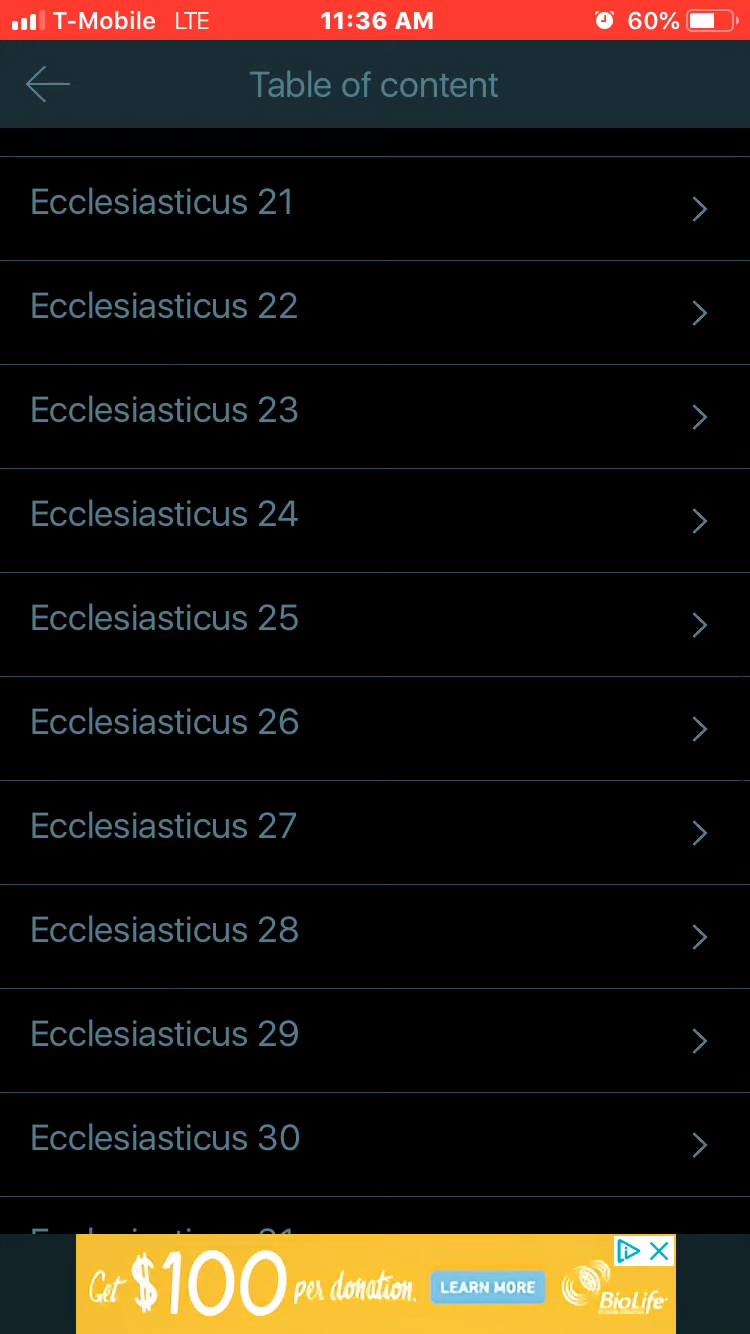 T-Mobile LTE 11:36 AM 60%
Table of content
Ecclesiasticus 21
Ecclesiasticus 22
Ecclesiasticus 23
Ecclesiasticus 24
Ecclesiasticus 25
Ecclesiasticus 26
Ecclesiasticus 27
Ecclesiasticus 28
Ecclesiasticus 29
Ecclesiasticus 30
Get $100 per donation. LEARN MORE BioLife